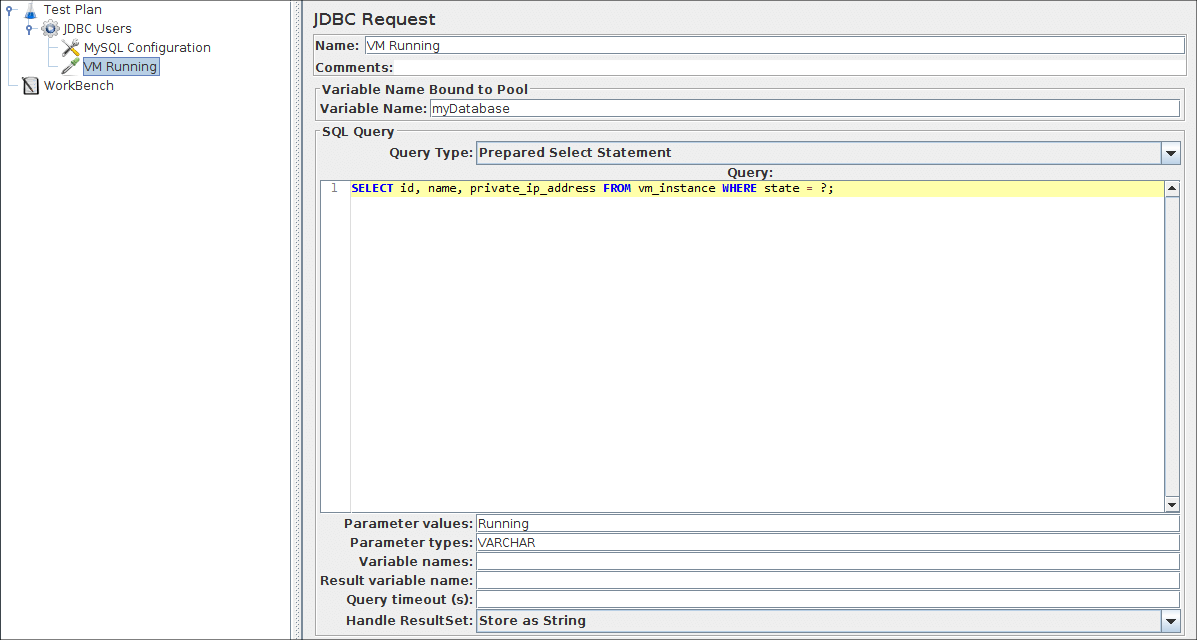 Test Plan
JDBC Users
MySQL Configuration
VM Running
WorkBench
JDBC Request
Name: VM Running
Comments:
Variable Name Bound to Pool
Variable Name: myDatabase
SQL Query
Query Type: Prepared Select Statement
Query:
1 SELECT id, name, private_ip_address FROM vm_instance WHERE state = ?;
Parameter values: Running
Parameter types: VARCHAR
Variable names:
Result variable name:
Query timeout (s):
Handle ResultSet: Store as String